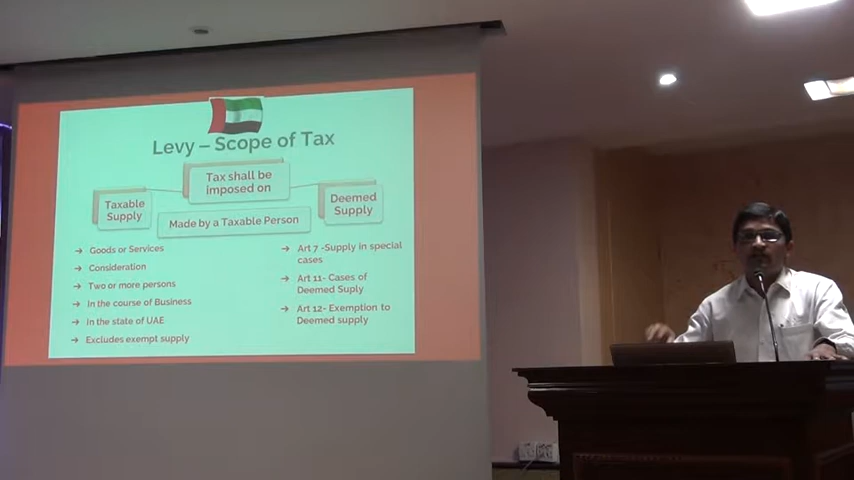 Levy – Scope of Tax
Tax shall be
imposed on
Taxable
Supply
Deemed
Supply
Made by a Taxable Person
→ Goods or Services
→ Consideration
→ Two or more persons
→ In the course of Business
→ In the state of UAE
→ Excludes exempt supply
→ Art 7 -Supply in special
cases
→ Art 11- Cases of
Deemed Suply
→ Art 12- Exemption to
Deemed supply